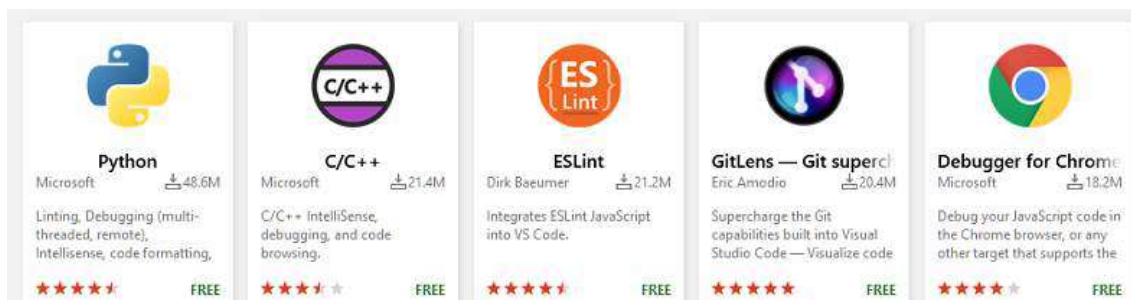 C/C++
ES
Lint
Python
Microsoft 48.6M
Linting, Debugging (multi-
threaded, remote),
Intellisense, code formatting,
FREE
C/C++
Microsoft 21.4M
C/C++ IntelliSense,
debugging, and code
browsing.
FREE
ESLint
Dirk Baeumer 21.2M
Integrates ESLint JavaScript
into VS Code.
FREE
GitLens — Git superch
Eric Amodio 20.4M
Supercharge the Git
capabilities built into Visual
Studio Code — Visualize code
FREE
Debugger for Chrome
Microsoft 18.2M
Debug your JavaScript code in
the Chrome browser, or any
other target that supports the
FREE